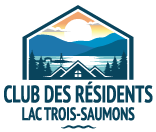 CLUB DES RÉSIDENTS
LAC TROIS-SAUMONS